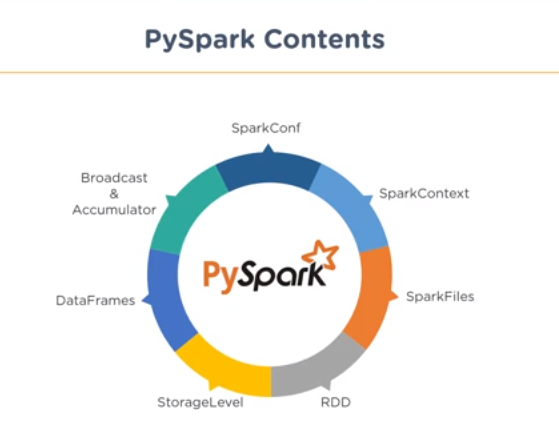 PySpark Contents
SparkConf
Broadcast
&
Accumulator
SparkContext
PySpark
DataFrames
SparkFiles
StorageLevel
RDD